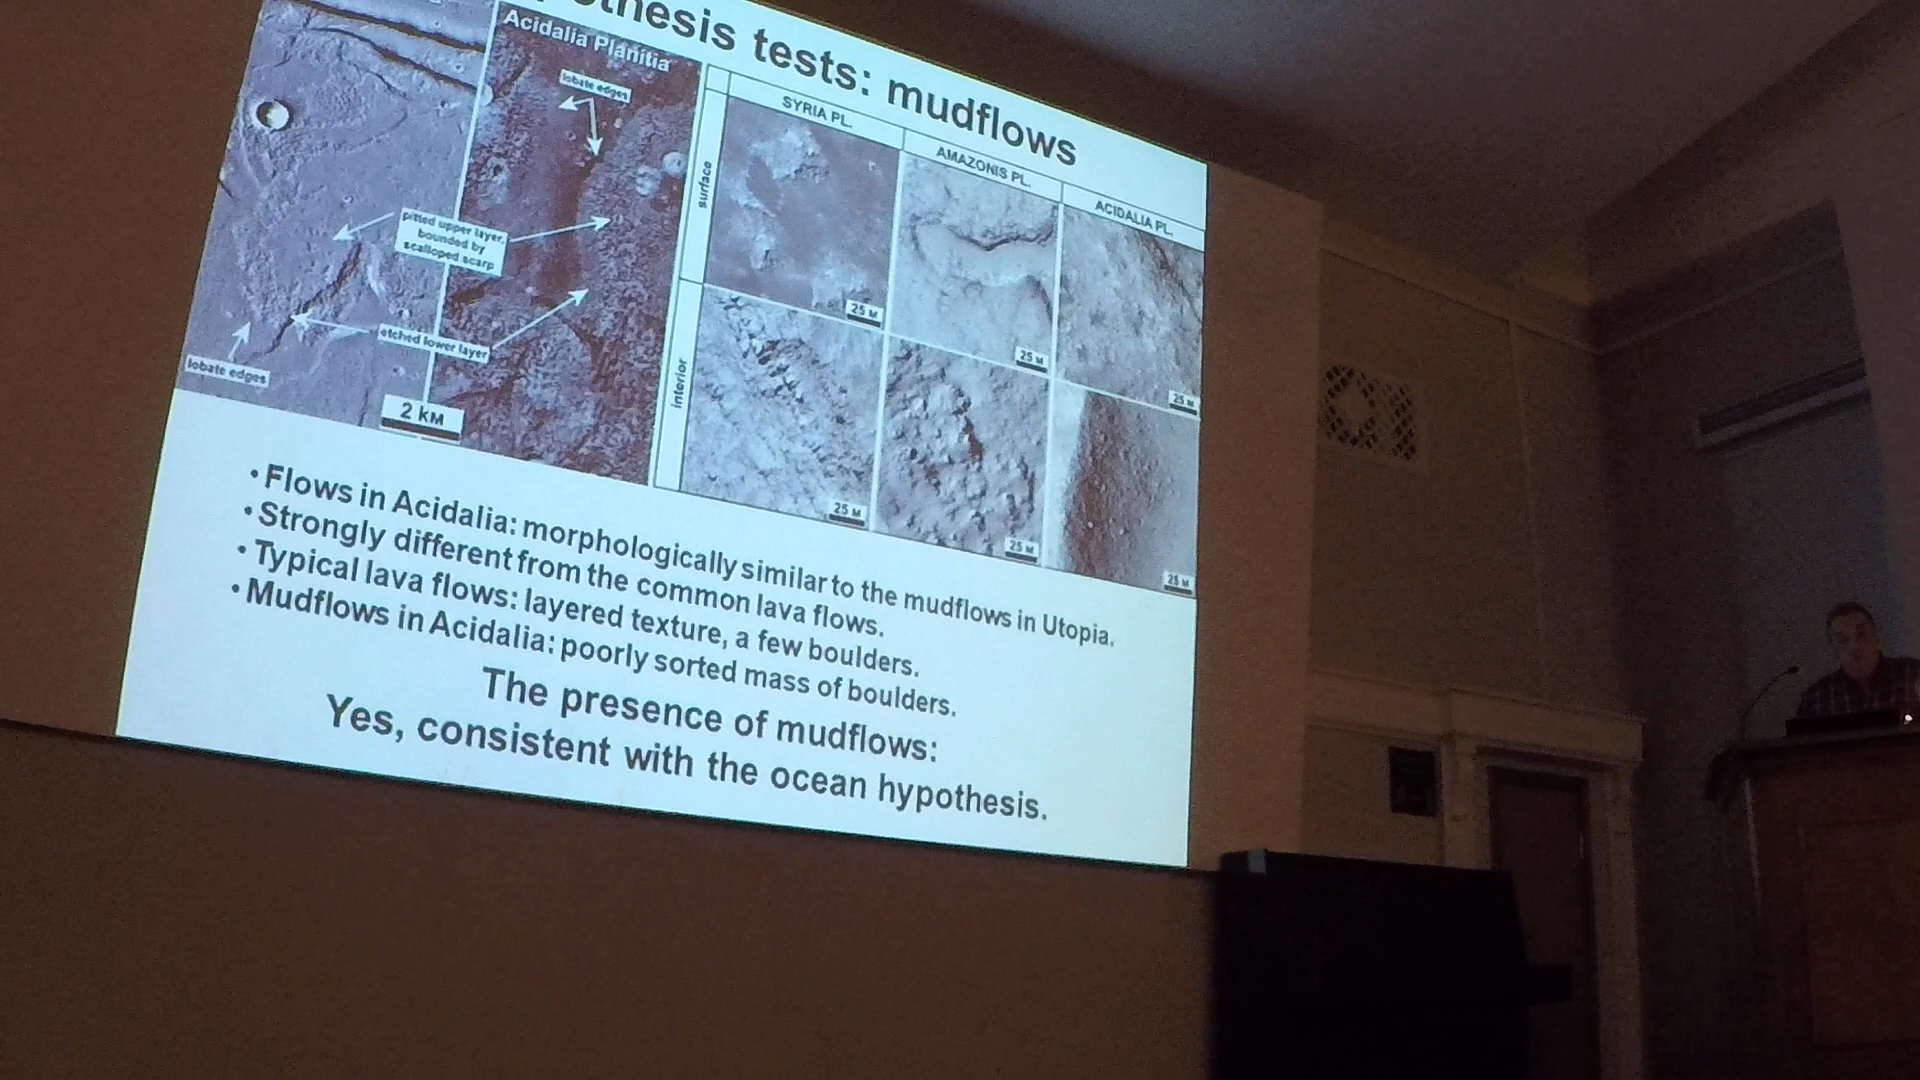 othesis tests: mudflows
Acidalia Planitia
lobate edges
pitted upper layer,
bounded by
scalloped scarp
etched lower layer
lobate edges
2 KM
SYRIA PL.
AMAZONIS PL.
ACIDALIA PL.
surface
25 M
25 M
25 M
interior
25 M
25 M
25 M
• Flows in Acidalia: morphologically similar to the mudflows in Utopia.
• Strongly different from the common lava flows.
• Typical lava flows: layered texture, a few boulders.
• Mudflows in Acidalia: poorly sorted mass of boulders.
The presence of mudflows:
Yes, consistent with the ocean hypothesis.